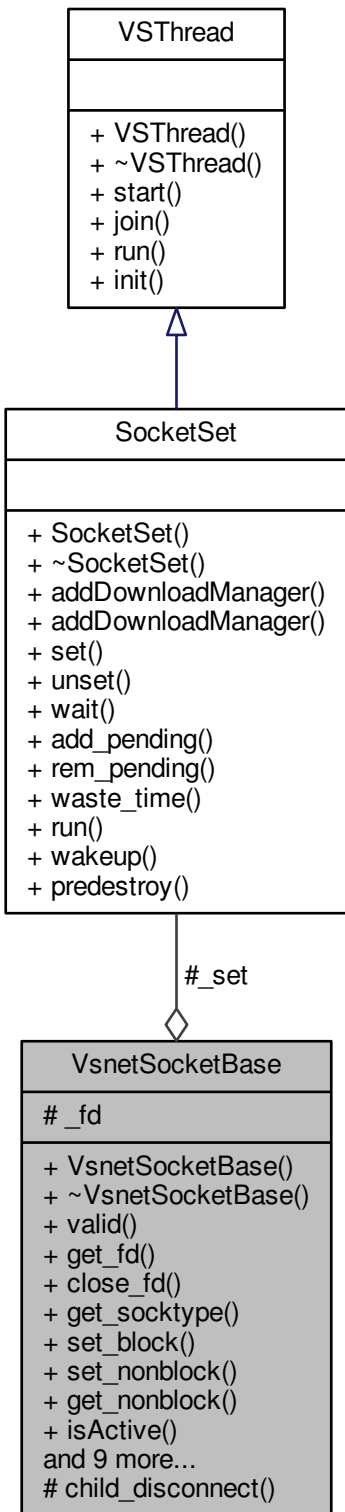 VSThread
+ VSThread()
+ ~VSThread()
+ start()
+ join()
+ run()
+ init()
SocketSet
+ SocketSet()
+ ~SocketSet()
+ addDownloadManager()
+ addDownloadManager()
+ set()
+ unset()
+ wait()
+ add_pending()
+ rem_pending()
+ waste_time()
+ run()
+ wakeup()
+ predestroy()
#_set
VsnetSocketBase
# _fd
+ VsnetSocketBase()
+ ~VsnetSocketBase()
+ valid()
+ get_fd()
+ close_fd()
+ get_socktype()
+ set_block()
+ set_nonblock()
+ get_nonblock()
+ isActive()
and 9 more...
# child_disconnect()